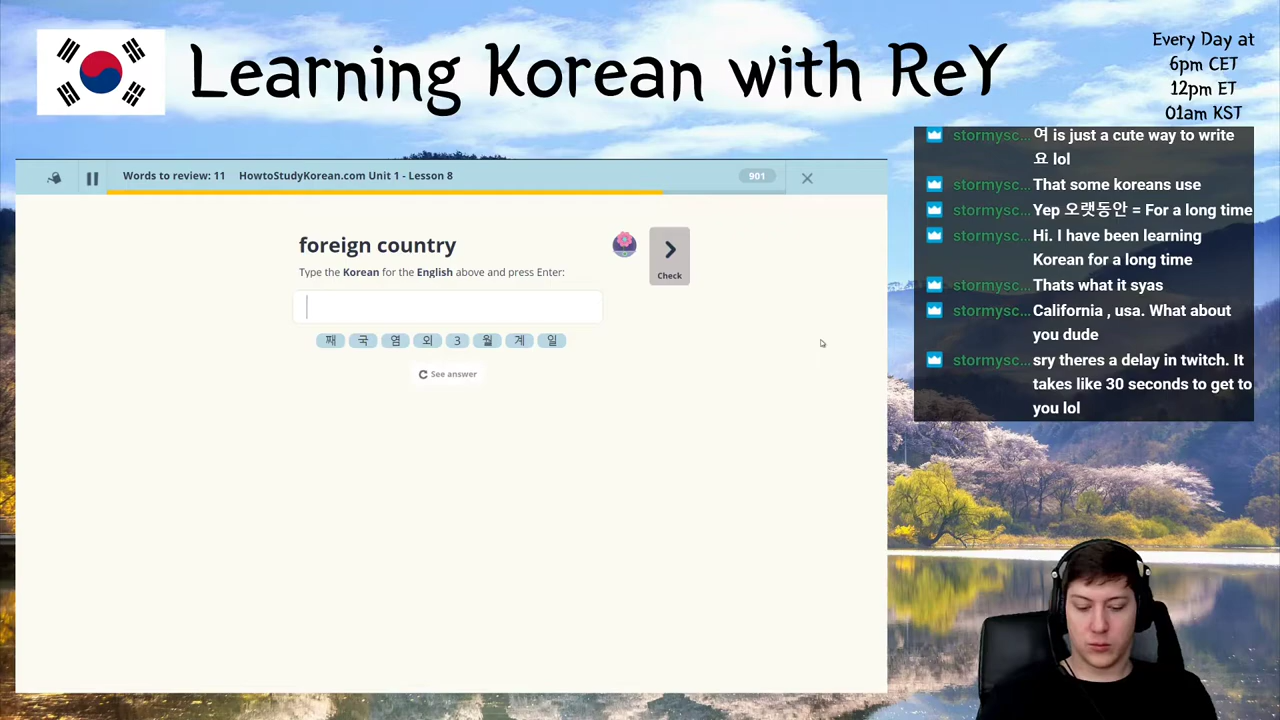 Learning Korean with ReY
Every Day at
6pm CET
12pm ET
01am KST
Words to review: 11 HowtoStudyKorean.com Unit 1 - Lesson 8
901
foreign country
Type the Korean for the English above and press Enter:
Check
째 국 염 외 3 월 계 일
See answer
stormysc... 여 is just a cute way to write
요 lol
stormysc... That some koreans use
stormysc... Yep 오랫동안 = For a long time
stormysc... Hi. I have been learning
Korean for a long time
stormysc... Thats what it syas
stormysc... California , usa. What about
you dude
stormysc... sry theres a delay in twitch. It
takes like 30 seconds to get to
you lol